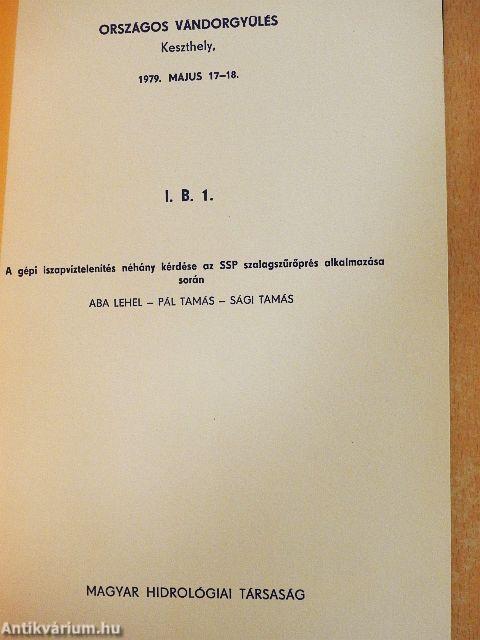 ORSZÁGOS VÁNDORGYŰLÉS
Keszthely,
1979. MÁJUS 17–18.
I. B. 1.
A gépi iszapvíztelenítés néhány kérdése az SSP szalagszűrőprés alkalmazása
során
ABA LEHEL – PÁL TAMÁS – SÁGI TAMÁS
MAGYAR HIDROLÓGIAI TÁRSASÁG
Antikvárium.hu